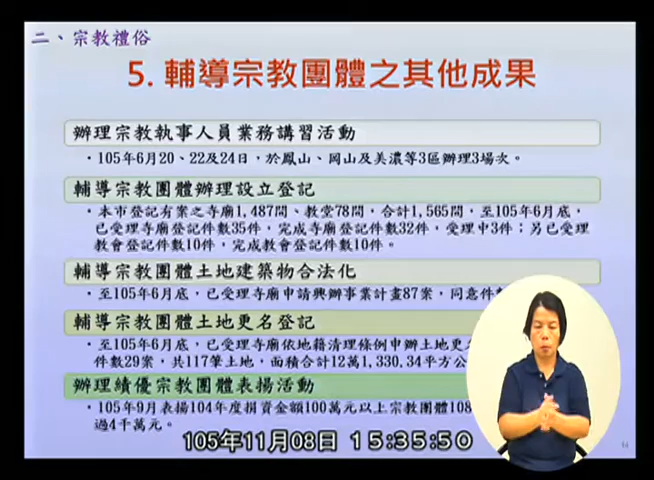 二、宗教禮俗
5. 輔導宗教團體之其他成果
辦理宗教執事人員業務講習活動
・105年6月20、22及24日，於鳳山、岡山及美濃等3區辦理3場次。
輔導宗教團體辦理設立登記
・本市登記有案之寺廟1,487間、教堂78間，合計1,565間，至105年6月底，
已受理寺廟登記件數35件，完成寺廟登記件數32件，受理中3件；另已受理
教會登記件數10件，完成教會登記件數10件。
輔導宗教團體土地建築物合法化
・至105年6月底，已受理寺廟申請興辦事業計畫87案，同意件
輔導宗教團體土地更名登記
・至105年6月底，已受理寺廟依地籍清理條例申辦土地更名
件數29案，共117筆土地，面積合計12萬1,330.34平方公
辦理績優宗教團體表揚活動
・105年9月表揚104年度捐資金額100萬元以上宗教團體108
過4千萬元。
105年11月08日 15:35:50